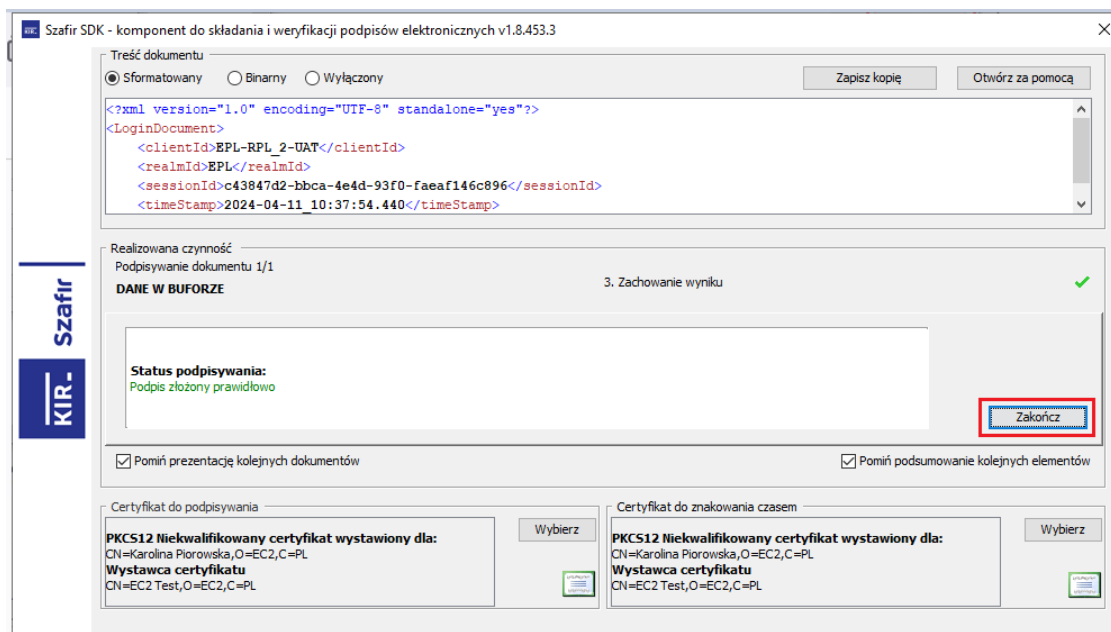 KIR. Szafir SDK - komponent do składania i weryfikacji podpisów elektronicznych v1.8.453.3
Treść dokumentu
Sformatowany Binarny Wyłączony Zapisz kopię Otwórz za pomocą
<?xml version="1.0" encoding="UTF-8" standalone="yes"?>
<LoginDocument>
<clientId>EPL-RPL_2-UAT</clientId>
<realmId>EPL</realmId>
<sessionId>c43847d2-bbca-4e4d-93f0-faeaf146c896</sessionId>
<timeStamp>2024-04-11_10:37:54.440</timeStamp>
Realizowana czynność
Podpisywanie dokumentu 1/1
DANE W BUFORZE
3. Zachowanie wyniku
KIR. Szafir
Status podpisywania:
Podpis złożony prawidłowo
Zakończ
Pomiń prezentację kolejnych dokumentów Pomiń podsumowanie kolejnych elementów
Certyfikat do podpisywania
PKCS12 Niekwalifikowany certyfikat wystawiony dla:
CN=Karolina Piorowska,O=EC2,C=PL
Wystawca certyfikatu
CN=EC2 Test,O=EC2,C=PL
Wybierz
Certyfikat do znakowania czasem
PKCS12 Niekwalifikowany certyfikat wystawiony dla:
CN=Karolina Piorowska,O=EC2,C=PL
Wystawca certyfikatu
CN=EC2 Test,O=EC2,C=PL
Wybierz